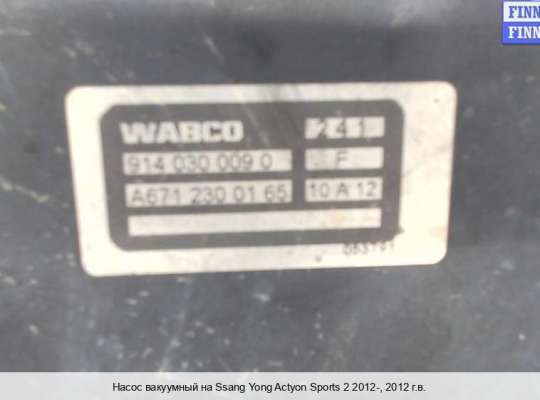 FINN
FINN
WABCO 241
914 030 009 0 F
A671 230 01 65 10 A 12
Насос вакуумный на Ssang Yong Actyon Sports 2 2012-, 2012 г.в.